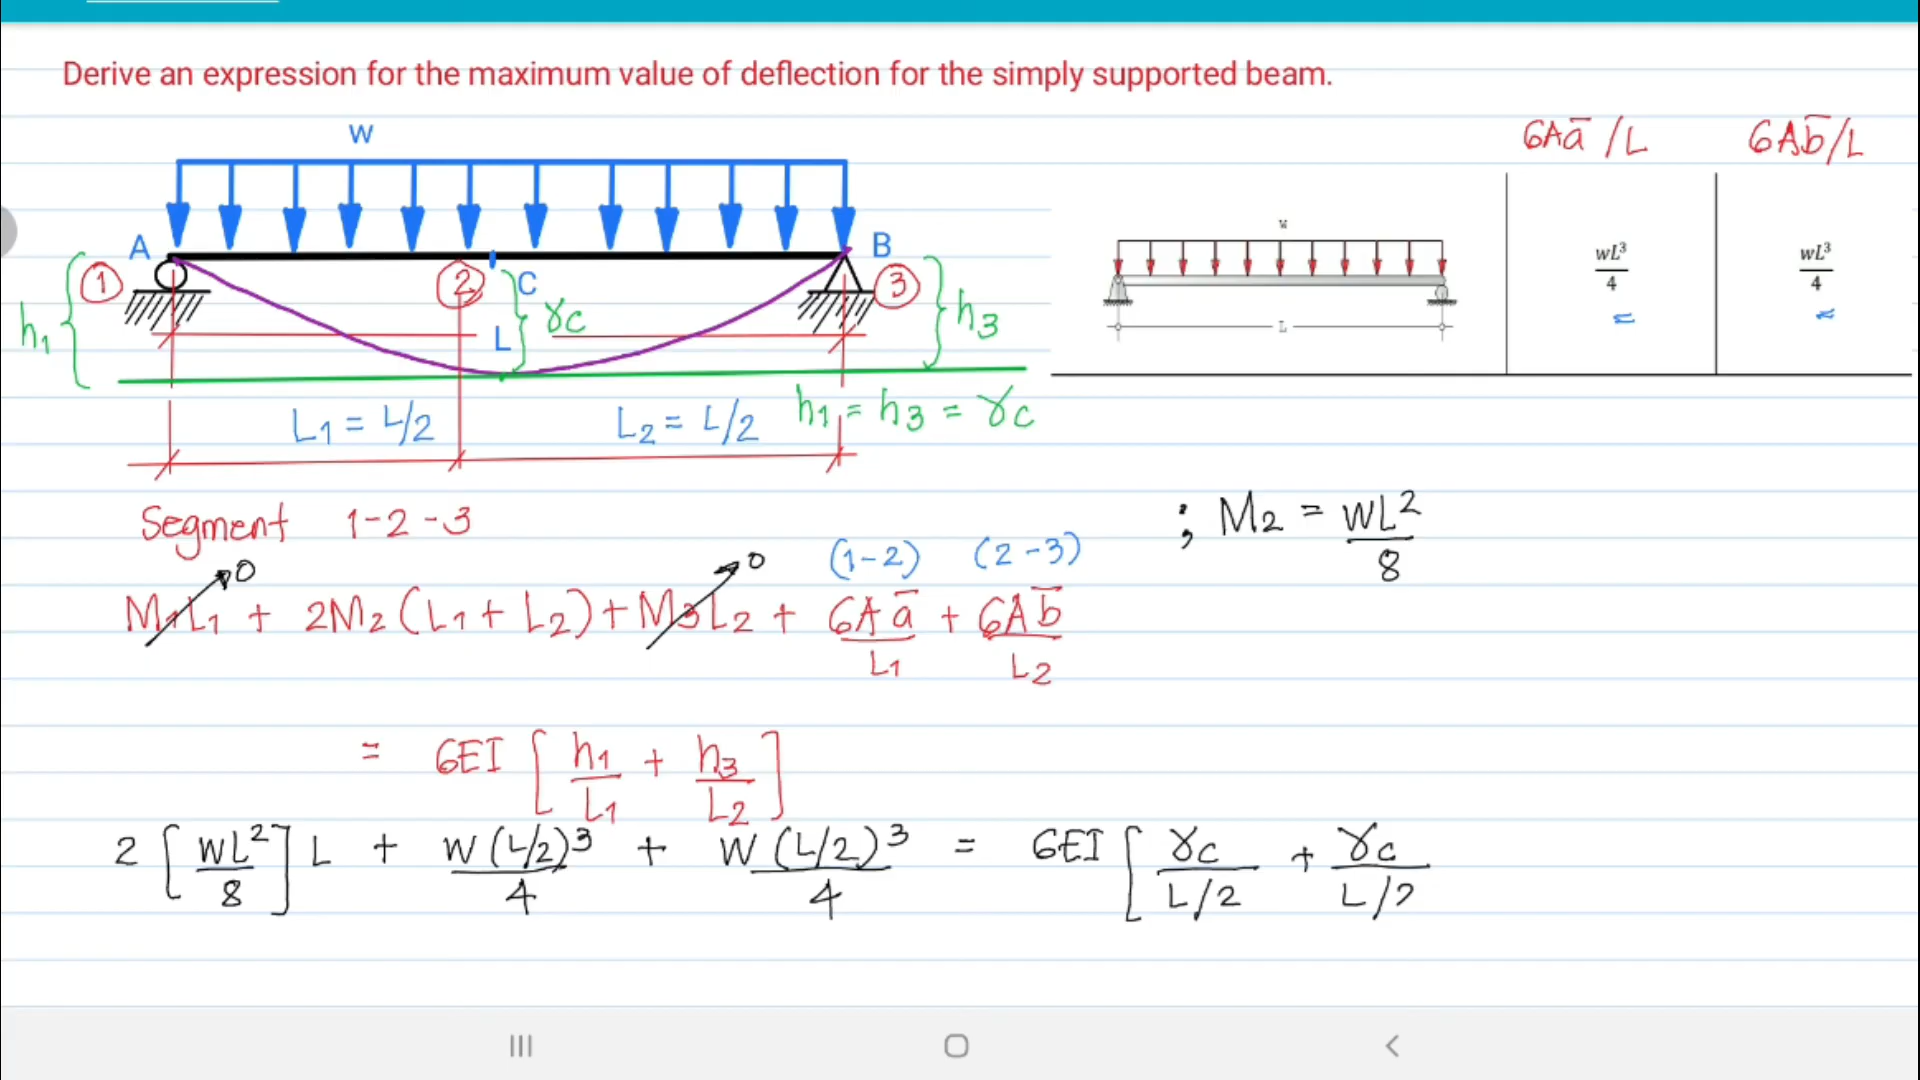 Derive an expression for the maximum value of deflection for the simply supported beam.
w
6Aā/L 6Ab̄/L
w
wL³/4 wL³/4
= =
L
A B
1 2 C 3
h₁ γc h₃
L
L₁ = L/2 L₂ = L/2 h₁ = h₃ = γc
Segment 1-2-3
; M₂ = wL²/8
0 0 (1-2) (2-3)
M₁L₁ + 2M₂(L₁ + L₂) + M₃L₂ + 6Aā/L₁ + 6Ab̄/L₂
= 6EI [h₁/L₁ + h₃/L₂]
2 [wL²/8] L + w(L/2)³/4 + w(L/2)³/4 = 6EI [γc/L/2 + γc/L/2